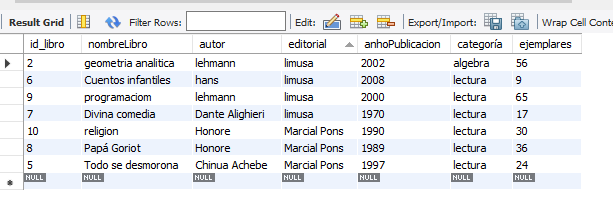 Result Grid Filter Rows: Edit: Export/Import: Wrap Cell Conte
id_libro nombreLibro autor editorial anhoPublicacion categoría ejemplares
2 geometria analitica lehmann limusa 2002 algebra 56
6 Cuentos infantiles hans limusa 2008 lectura 9
9 programaciom lehmann limusa 2000 lectura 65
7 Divina comedia Dante Alighieri limusa 1970 lectura 17
10 religion Honore Marcial Pons 1990 lectura 30
8 Papá Goriot Honore Marcial Pons 1989 lectura 36
5 Todo se desmorona Chinua Achebe Marcial Pons 1997 lectura 24
NULL NULL NULL NULL NULL NULL NULL